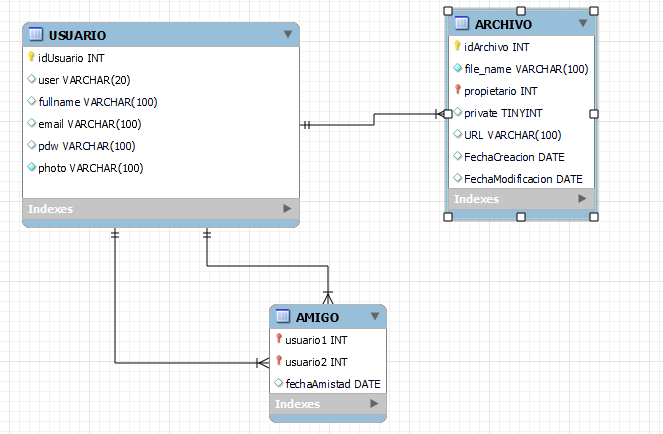 USUARIO
idUsuario INT
user VARCHAR(20)
fullname VARCHAR(100)
email VARCHAR(100)
pdw VARCHAR(100)
photo VARCHAR(100)
Indexes
ARCHIVO
idArchivo INT
file_name VARCHAR(100)
propietario INT
private TINYINT
URL VARCHAR(100)
FechaCreacion DATE
FechaModificacion DATE
Indexes
AMIGO
usuario1 INT
usuario2 INT
fechaAmistad DATE
Indexes